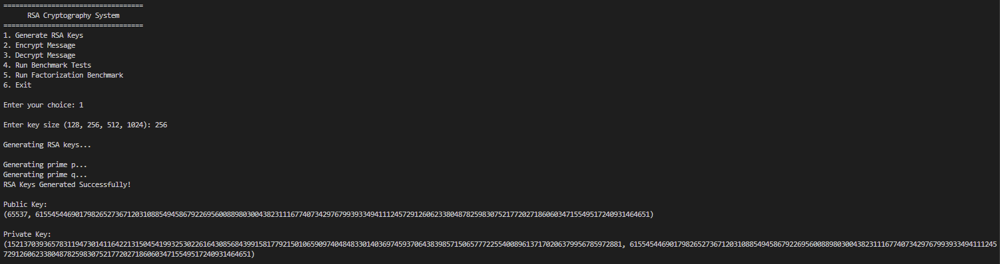 ===================================
RSA Cryptography System
===================================
1. Generate RSA Keys
2. Encrypt Message
3. Decrypt Message
4. Run Benchmark Tests
5. Run Factorization Benchmark
6. Exit
Enter your choice: 1
Enter key size (128, 256, 512, 1024): 256
Generating RSA keys...
Generating prime p...
Generating prime q...
RSA Keys Generated Successfully!
Public Key:
(65537, 6155454469017982652736712031088549458679226956008898030043823111677407342976799393349411124572912606233804878259830752177202718606034715549517240931464651)
Private Key:
(1521370393657831194730141164221315045419932530226164308568439915817792150106590974048483301403697459370643839857150657772255400896137170206379956785972881, 6155454469017982652736712031088549458679226956008898030043823111677407342976799393349411124​5
72912606233804878259830752177202718606034715549517240931464651)